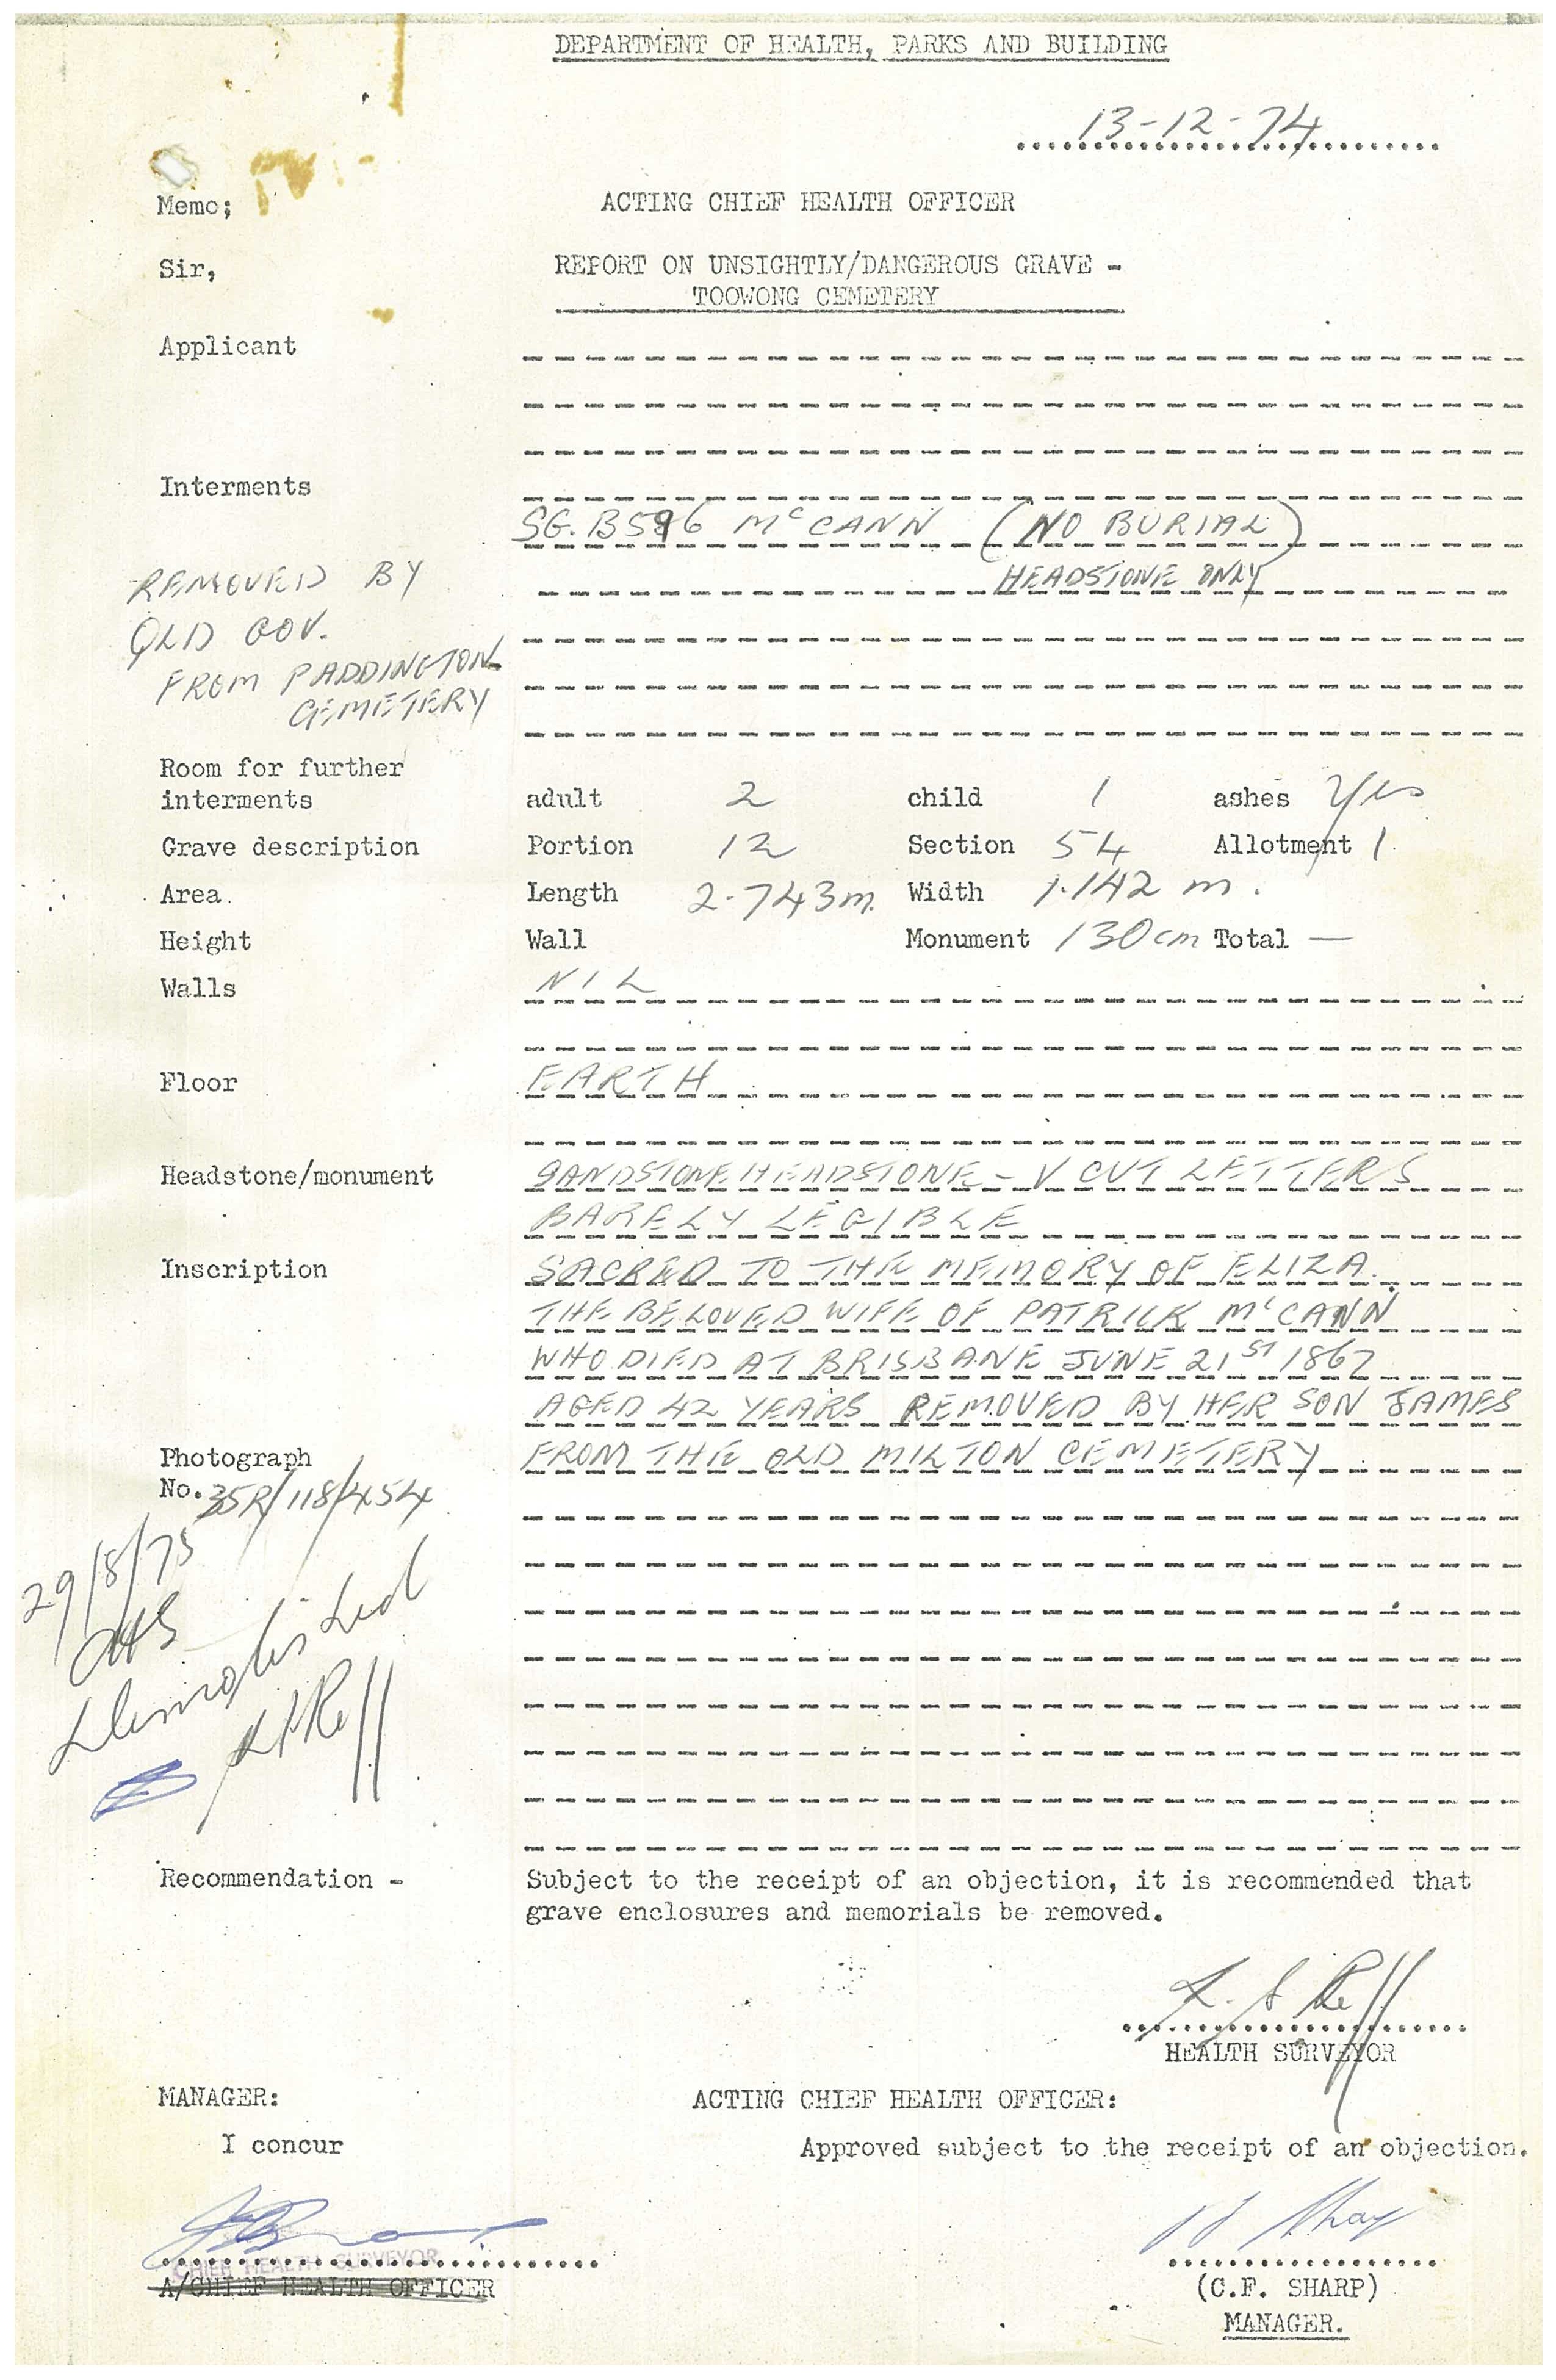 DEPARTMENT OF HEALTH, PARKS AND BUILDING
13-12-74
Memo; ACTING CHIEF HEALTH OFFICER
Sir, REPORT ON UNSIGHTLY/DANGEROUS GRAVE -
TOOWONG CEMETERY
Applicant
Interments
SG. B596 McCANN (NO BURIAL)
HEADSTONE ONLY
REMOVED BY
QLD GOV.
FROM PADDINGTON
CEMETERY
Room for further
interments adult 2 child 1 ashes Yes
Grave description Portion 12 Section 54 Allotment 1
Area. Length 2.743m. Width 1.142 m.
Height Wall Monument 130cm Total —
Walls NIL
Floor EARTH
Headstone/monument SANDSTONE HEADSTONE - V CUT LETTERS
BARELY LEGIBLE
Inscription SACRED TO THE MEMORY OF ELIZA.
THE BELOVED WIFE OF PATRICK McCANN
WHO DIED AT BRISBANE JUNE 21ST 1867
AGED 42 YEARS REMOVED BY HER SON JAMES
Photograph FROM THE OLD MILTON CEMETERY
No. 35R/118/454
29/8/75
CHS
Demolished
Recommendation - Subject to the receipt of an objection, it is recommended that
grave enclosures and memorials be removed.
HEALTH SURVEYOR
MANAGER: ACTING CHIEF HEALTH OFFICER:
I concur Approved subject to the receipt of an objection.
CHIEF HEALTH SURVEYOR
A/CHIEF HEALTH OFFICER (C.F. SHARP)
MANAGER.